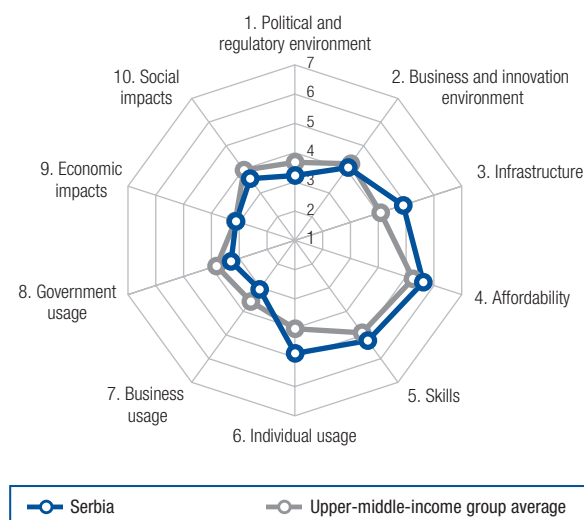 1. Political and
regulatory environment
7
10. Social
impacts
6
2. Business and innovation
environment
5
4
9. Economic
impacts
3
3. Infrastructure
2
1
8. Government
usage
4. Affordability
7. Business
usage
5. Skills
6. Individual usage
Serbia
Upper-middle-income group average